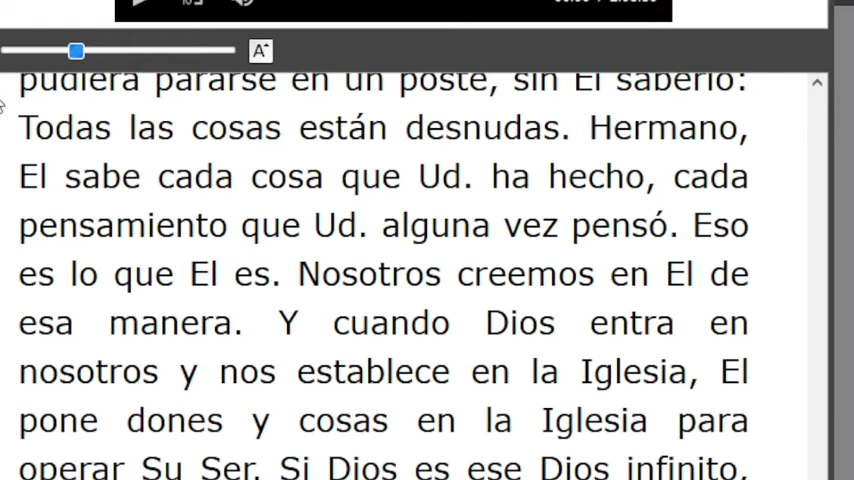 A
pudiera pararse en un poste, sin El saberlo:
Todas las cosas están desnudas. Hermano,
El sabe cada cosa que Ud. ha hecho, cada
pensamiento que Ud. alguna vez pensó. Eso
es lo que El es. Nosotros creemos en El de
esa manera. Y cuando Dios entra en
nosotros y nos establece en la Iglesia, El
pone dones y cosas en la Iglesia para
operar Su Ser. Si Dios es ese Dios infinito,